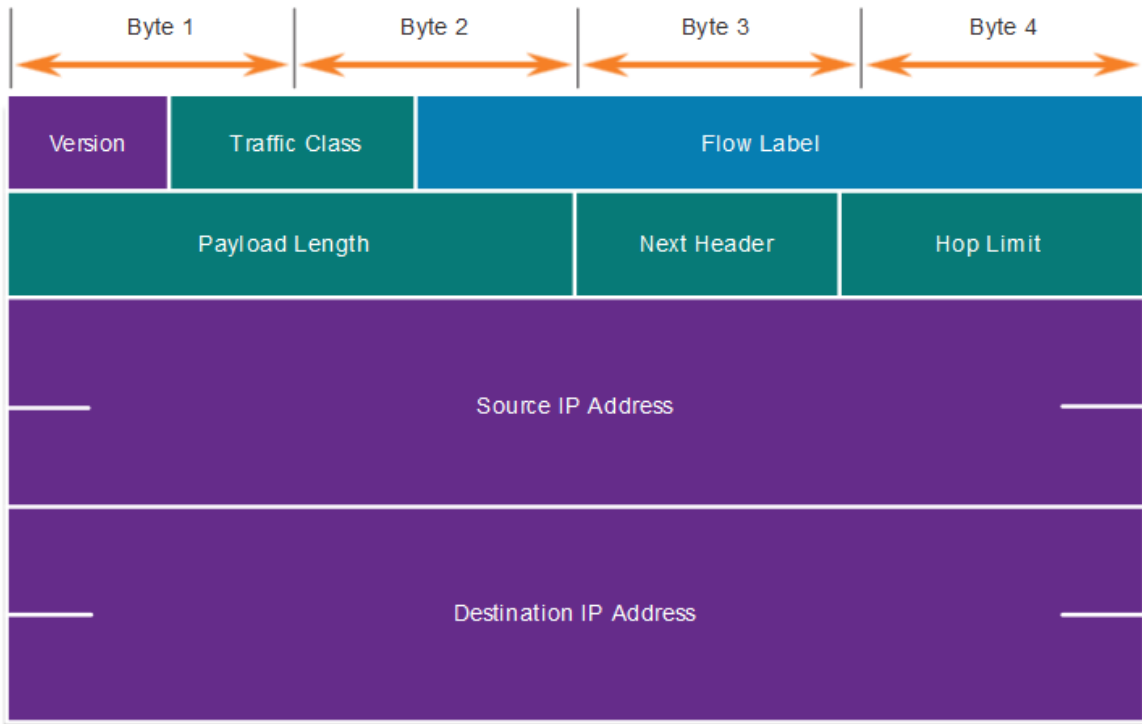 Byte 1 Byte 2 Byte 3 Byte 4
Version Traffic Class Flow Label
Payload Length Next Header Hop Limit
Source IP Address
Destination IP Address